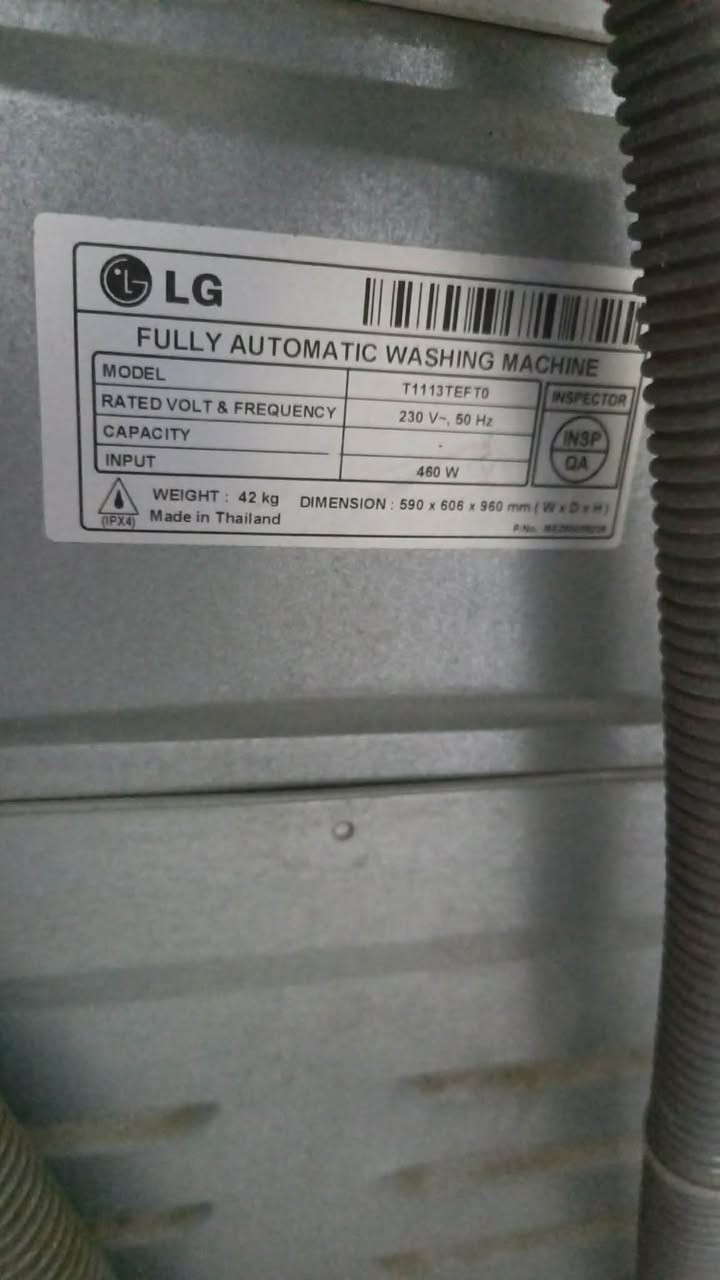 LG
FULLY AUTOMATIC WASHING MACHINE
MODEL T1113TEFT0
RATED VOLT & FREQUENCY 230 V~, 50 Hz
CAPACITY -
INPUT 460 W
INSPECTOR
INSP
QA
WEIGHT : 42 kg DIMENSION : 590 x 606 x 960 mm ( W x D x H )
(IPX4) Made in Thailand
P/No.